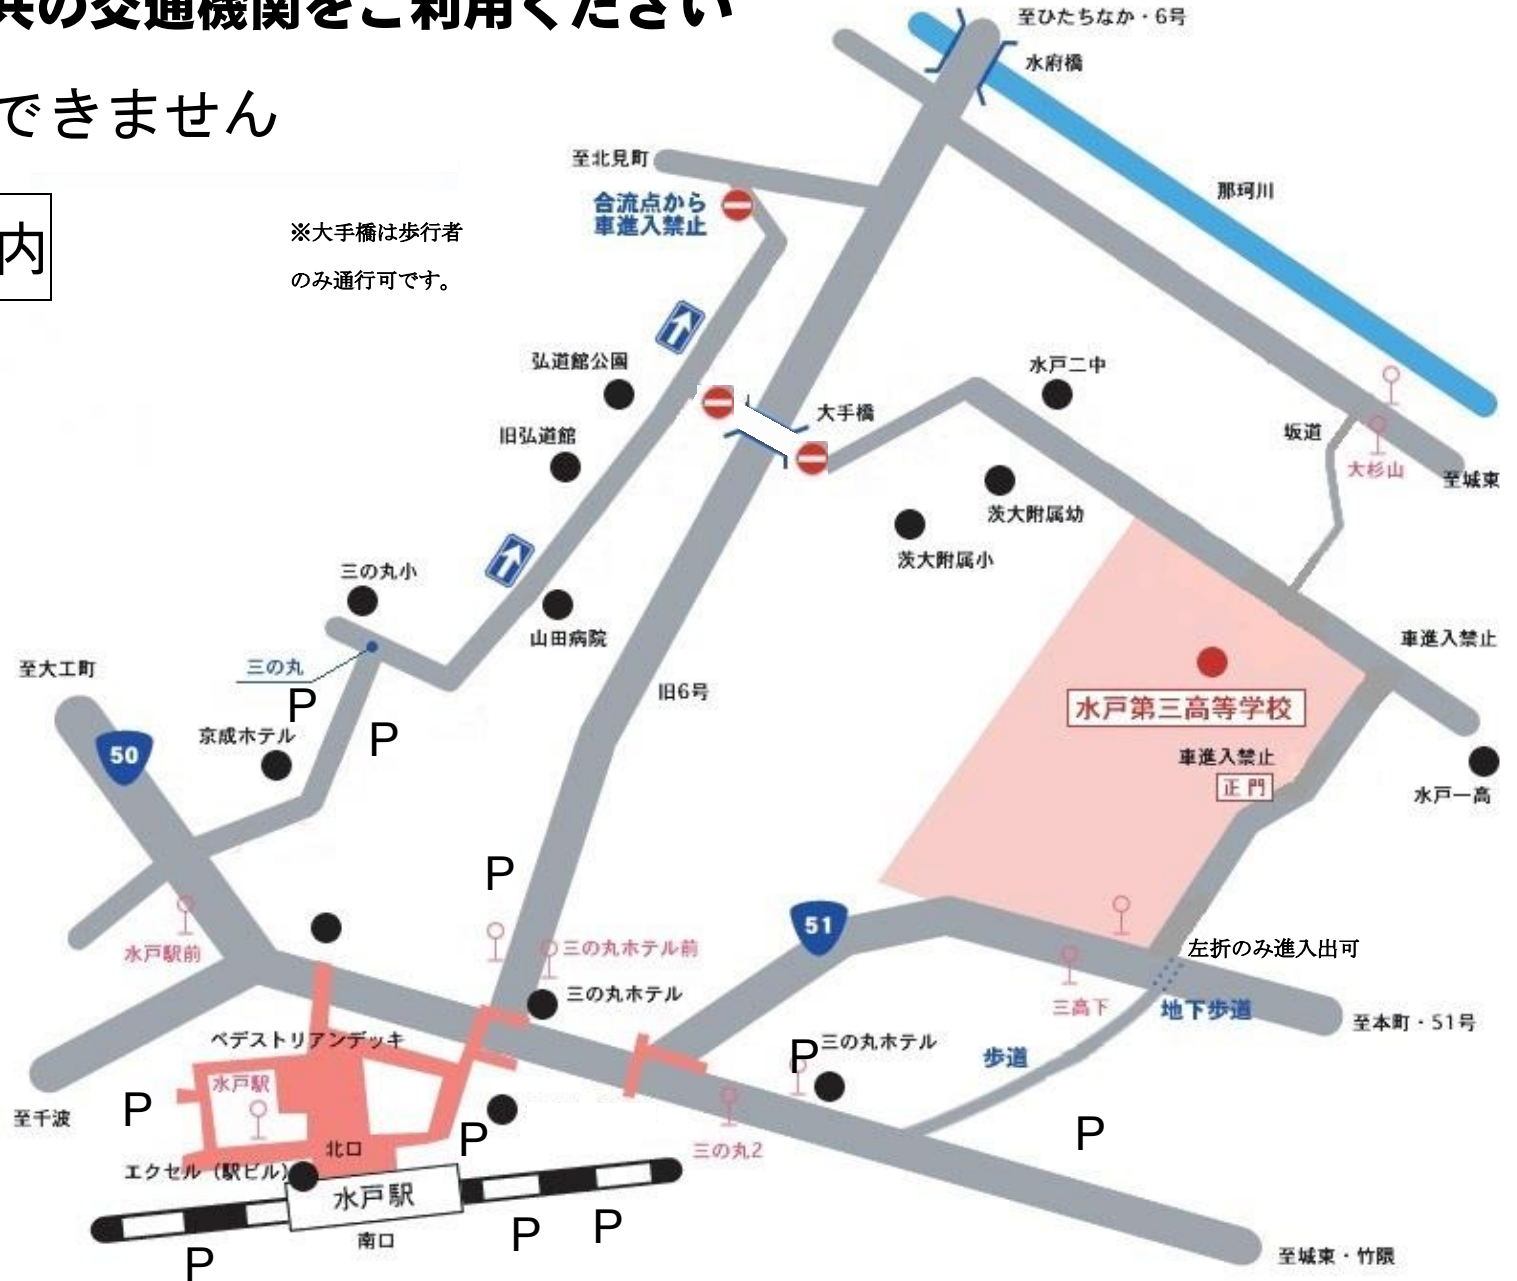 共の交通機関をご利用ください
できません
内
※大手橋は歩行者
のみ通行可です。
至ひたちなか・6号
水府橋
至北見町
合流点から
車進入禁止
那珂川
弘道館公園
水戸二中
大手橋
旧弘道館
坂道
大杉山
至城東
茨大附属幼
茨大附属小
三の丸小
山田病院
車進入禁止
至大工町
三の丸
P
旧6号
水戸第三高等学校
京成ホテル
P
50
車進入禁止
正門
水戸一高
P
51
水戸駅前
三の丸ホテル前
左折のみ進入出可
三の丸ホテル
三高下
地下歩道
至本町・51号
ペデストリアンデッキ
P
三の丸ホテル
歩道
水戸駅
P
至千波
P
P
三の丸2
北口
エクセル（駅ビル）
水戸駅
南口
P
P
P
至城東・竹隈